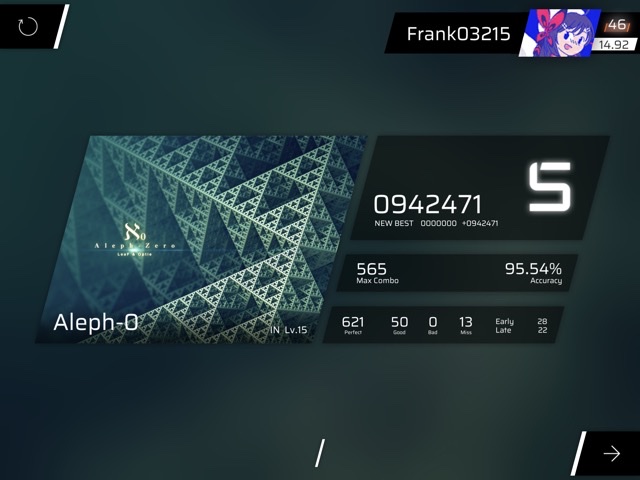 Frank03215
46
14.92
ℵ0
Aleph-Zero
LeaF & Optie
Aleph-0
IN Lv.15
0942471
S
NEW BEST 0000000 +0942471
565
Max Combo
95.54%
Accuracy
621
Perfect
50
Good
0
Bad
13
Miss
Early 28
Late 22